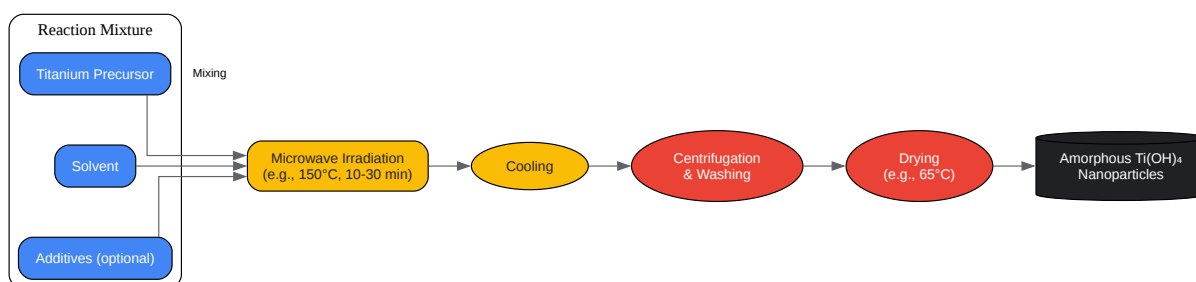 Reaction Mixture
Titanium Precursor
Mixing
Solvent
Additives (optional)
Microwave Irradiation
(e.g., 150°C, 10-30 min)
Cooling
Centrifugation
& Washing
Drying
(e.g., 65°C)
Amorphous Ti(OH)₄
Nanoparticles